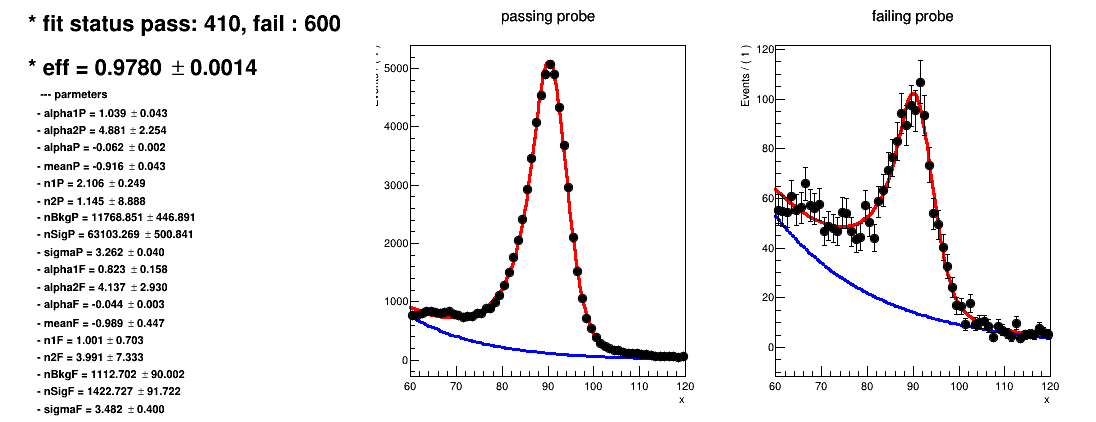 * fit status pass: 410, fail : 600
* eff = 0.9780 ± 0.0014
--- parmeters
- alpha1P = 1.039 ± 0.043
- alpha2P = 4.881 ± 2.254
- alphaP = -0.062 ± 0.002
- meanP = -0.916 ± 0.043
- n1P = 2.106 ± 0.249
- n2P = 1.145 ± 8.888
- nBkgP = 11768.851 ± 446.891
- nSigP = 63103.269 ± 500.841
- sigmaP = 3.262 ± 0.040
- alpha1F = 0.823 ± 0.158
- alpha2F = 4.137 ± 2.930
- alphaF = -0.044 ± 0.003
- meanF = -0.989 ± 0.447
- n1F = 1.001 ± 0.703
- n2F = 3.991 ± 7.333
- nBkgF = 1112.702 ± 90.002
- nSigF = 1422.727 ± 91.722
- sigmaF = 3.482 ± 0.400
passing probe
5000
4000
3000
2000
1000
0
60 70 80 90 100 110 120
x
failing probe
Events / ( 1 )
120
100
80
60
40
20
0
60 70 80 90 100 110 120
x